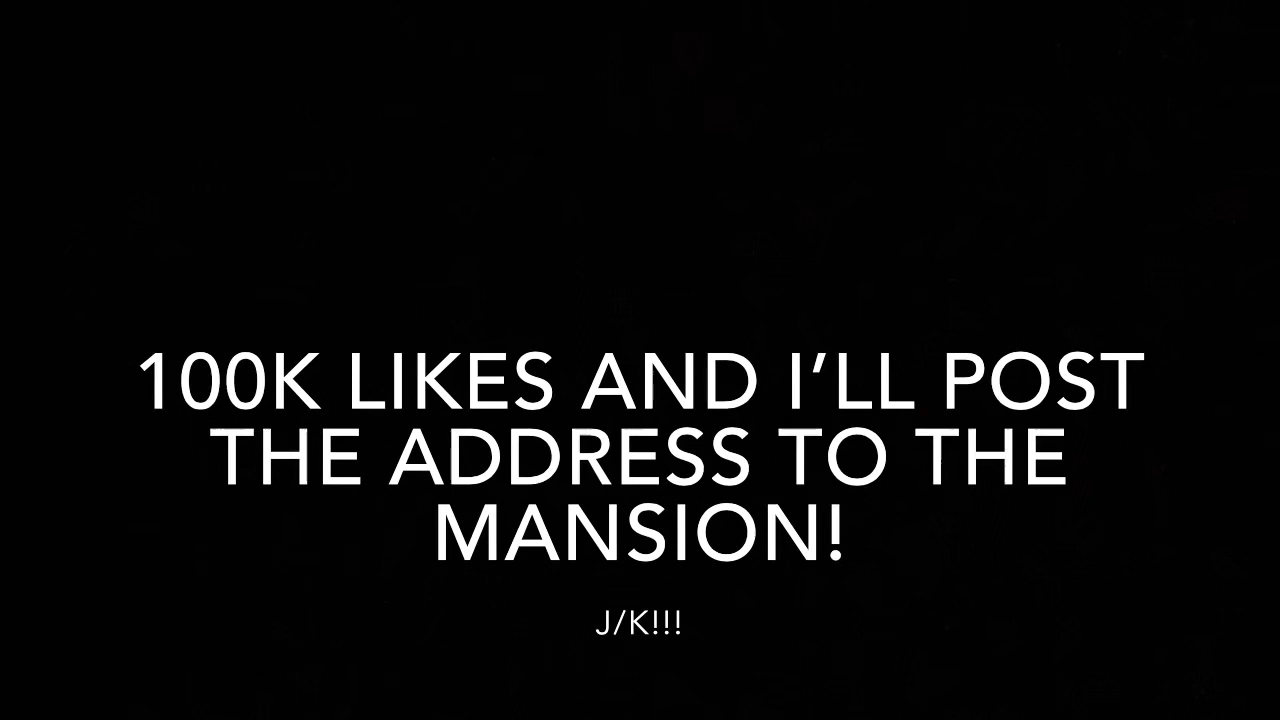 100K LIKES AND I’LL POST
THE ADDRESS TO THE
MANSION!
J/K!!!